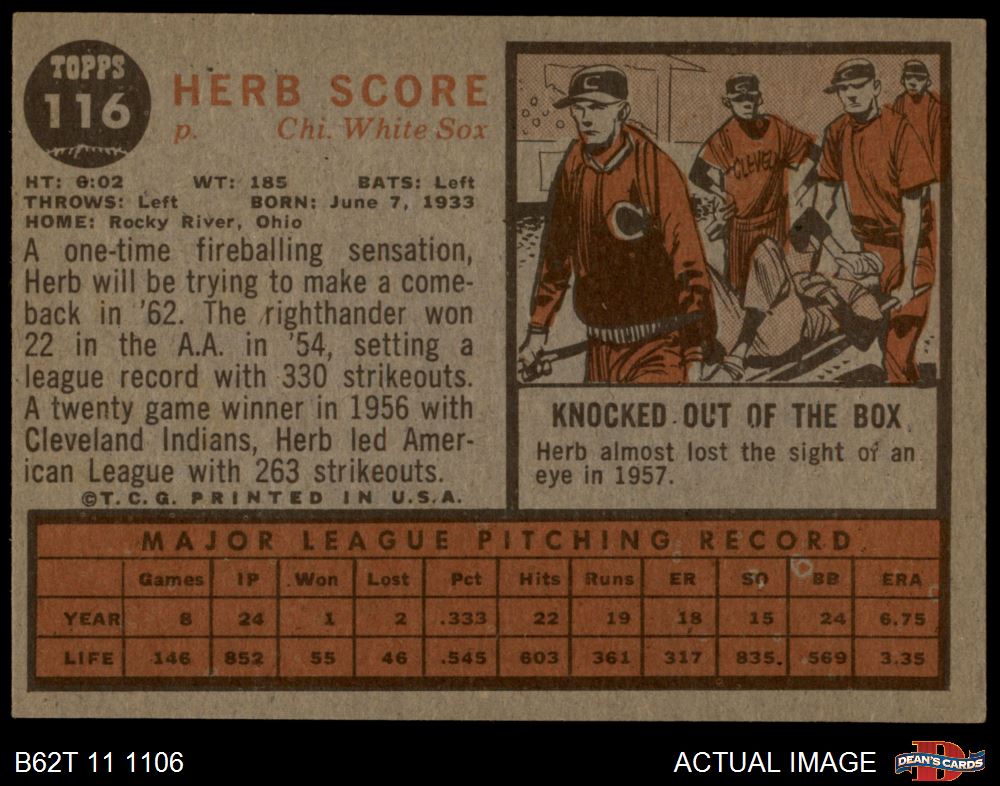 TOPPS
116
HERB SCORE
p. Chi. White Sox
HT: 6:02 WT: 185 BATS: Left
THROWS: Left BORN: June 7, 1933
HOME: Rocky River, Ohio
A one-time fireballing sensation,
Herb will be trying to make a come-
back in '62. The righthander won
22 in the A.A. in '54, setting a
league record with 330 strikeouts.
A twenty game winner in 1956 with
Cleveland Indians, Herb led Amer-
ican League with 263 strikeouts.
©T.C.G. PRINTED IN U.S.A.
C
C
CLEVEL
KNOCKED OUT OF THE BOX
Herb almost lost the sight of an
eye in 1957.
MAJOR LEAGUE PITCHING RECORD
Games IP Won Lost Pct Hits Runs ER SO BB ERA
YEAR 8 24 1 2 .333 22 19 18 15 24 6.75
LIFE 146 852 55 46 .545 603 361 317 835. 569 3.35
B62T 11 1106
ACTUAL IMAGE
D
DEAN'S CARDS